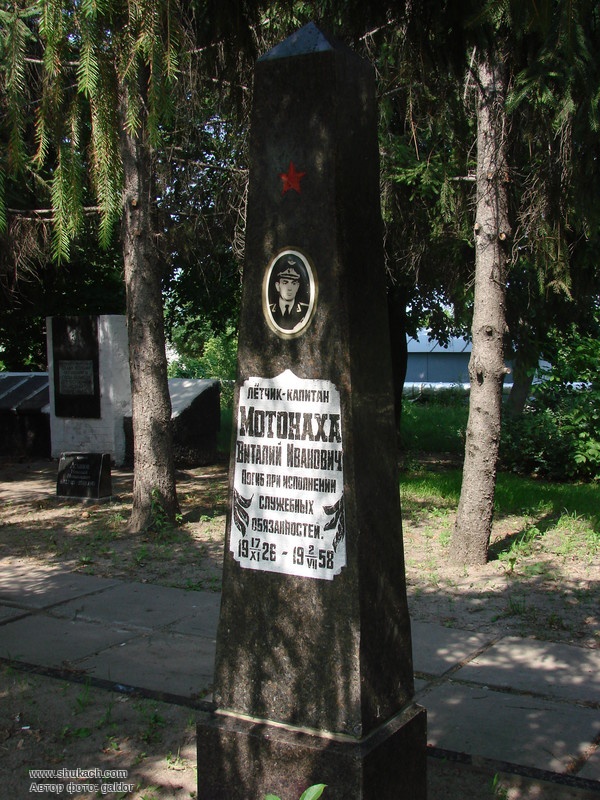 ЛЁТЧИК-КАПИТАН
МОТОНАХА
ВИТАЛИЙ ИВАНОВИЧ
ПОГИБ ПРИ ИСПОЛНЕНИИ
СЛУЖЕБНЫХ
ОБЯЗАННОСТЕЙ.
19 17/XI 26 - 19 2/VII 58
www.shukach.com
Автор фото: galdor